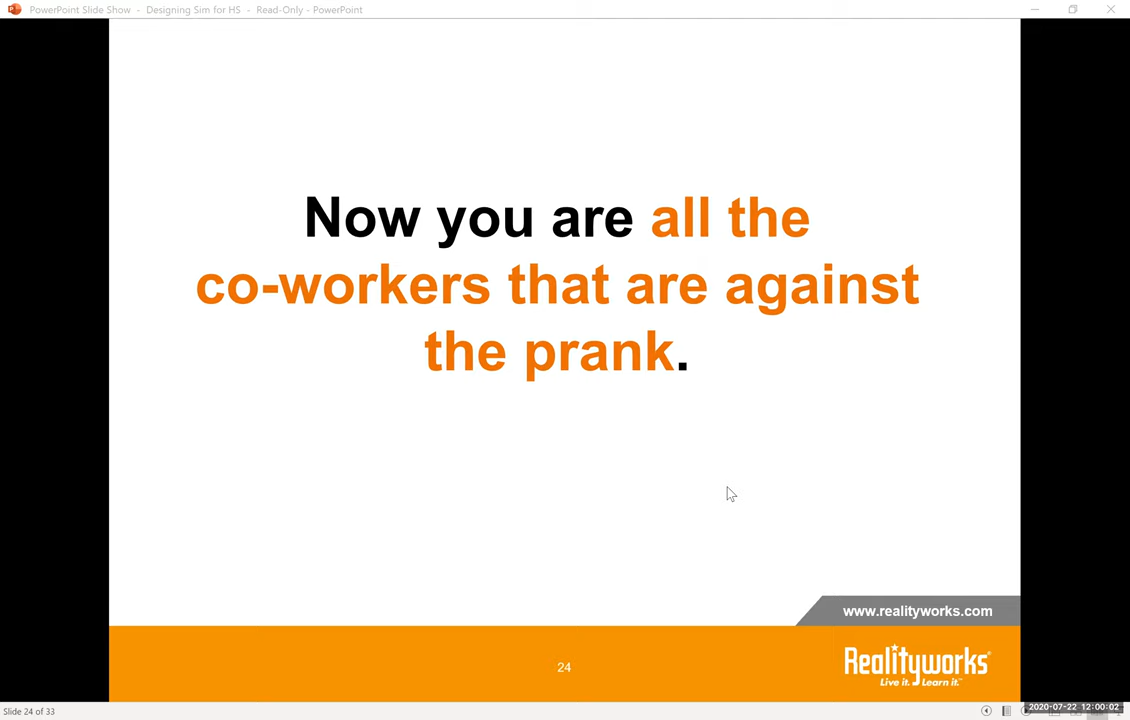 PowerPoint Slide Show - Designing Sim for HS - Read-Only - PowerPoint
Now you are all the
co-workers that are against
the prank.
www.realityworks.com
24
Realityworks®
Live it. Learn it.™
Slide 24 of 33
2020-07-22 12:00:02